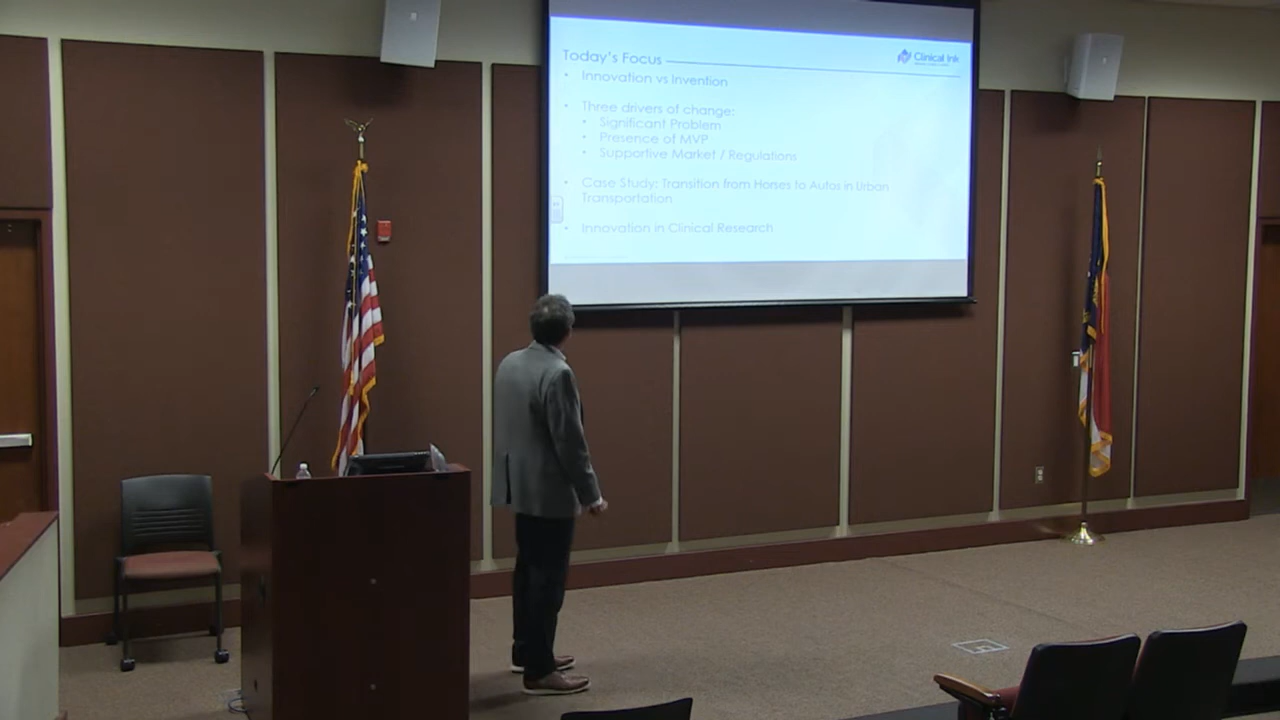 Today's Focus
Clinical Ink
• Innovation vs Invention
• Three drivers of change:
• Significant Problem
• Presence of MVP
• Supportive Market / Regulations
• Case Study: Transition from Horses to Autos in Urban
Transportation
• Innovation in Clinical Research